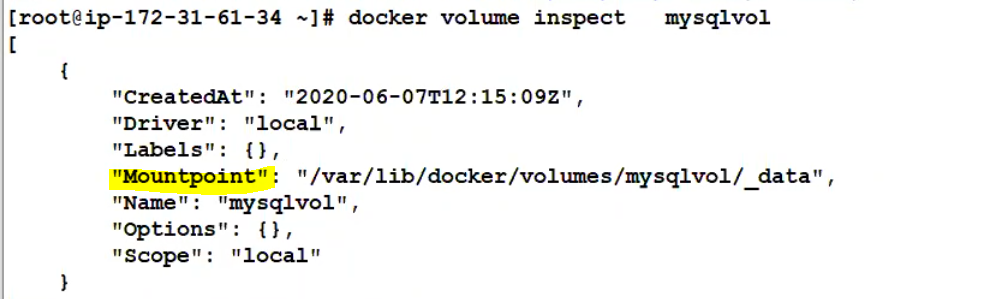 [root@ip-172-31-61-34 ~]# docker volume inspect   mysqlvol
[
    {
        "CreatedAt": "2020-06-07T12:15:09Z",
        "Driver": "local",
        "Labels": {},
        "Mountpoint": "/var/lib/docker/volumes/mysqlvol/_data",
        "Name": "mysqlvol",
        "Options": {},
        "Scope": "local"
    }